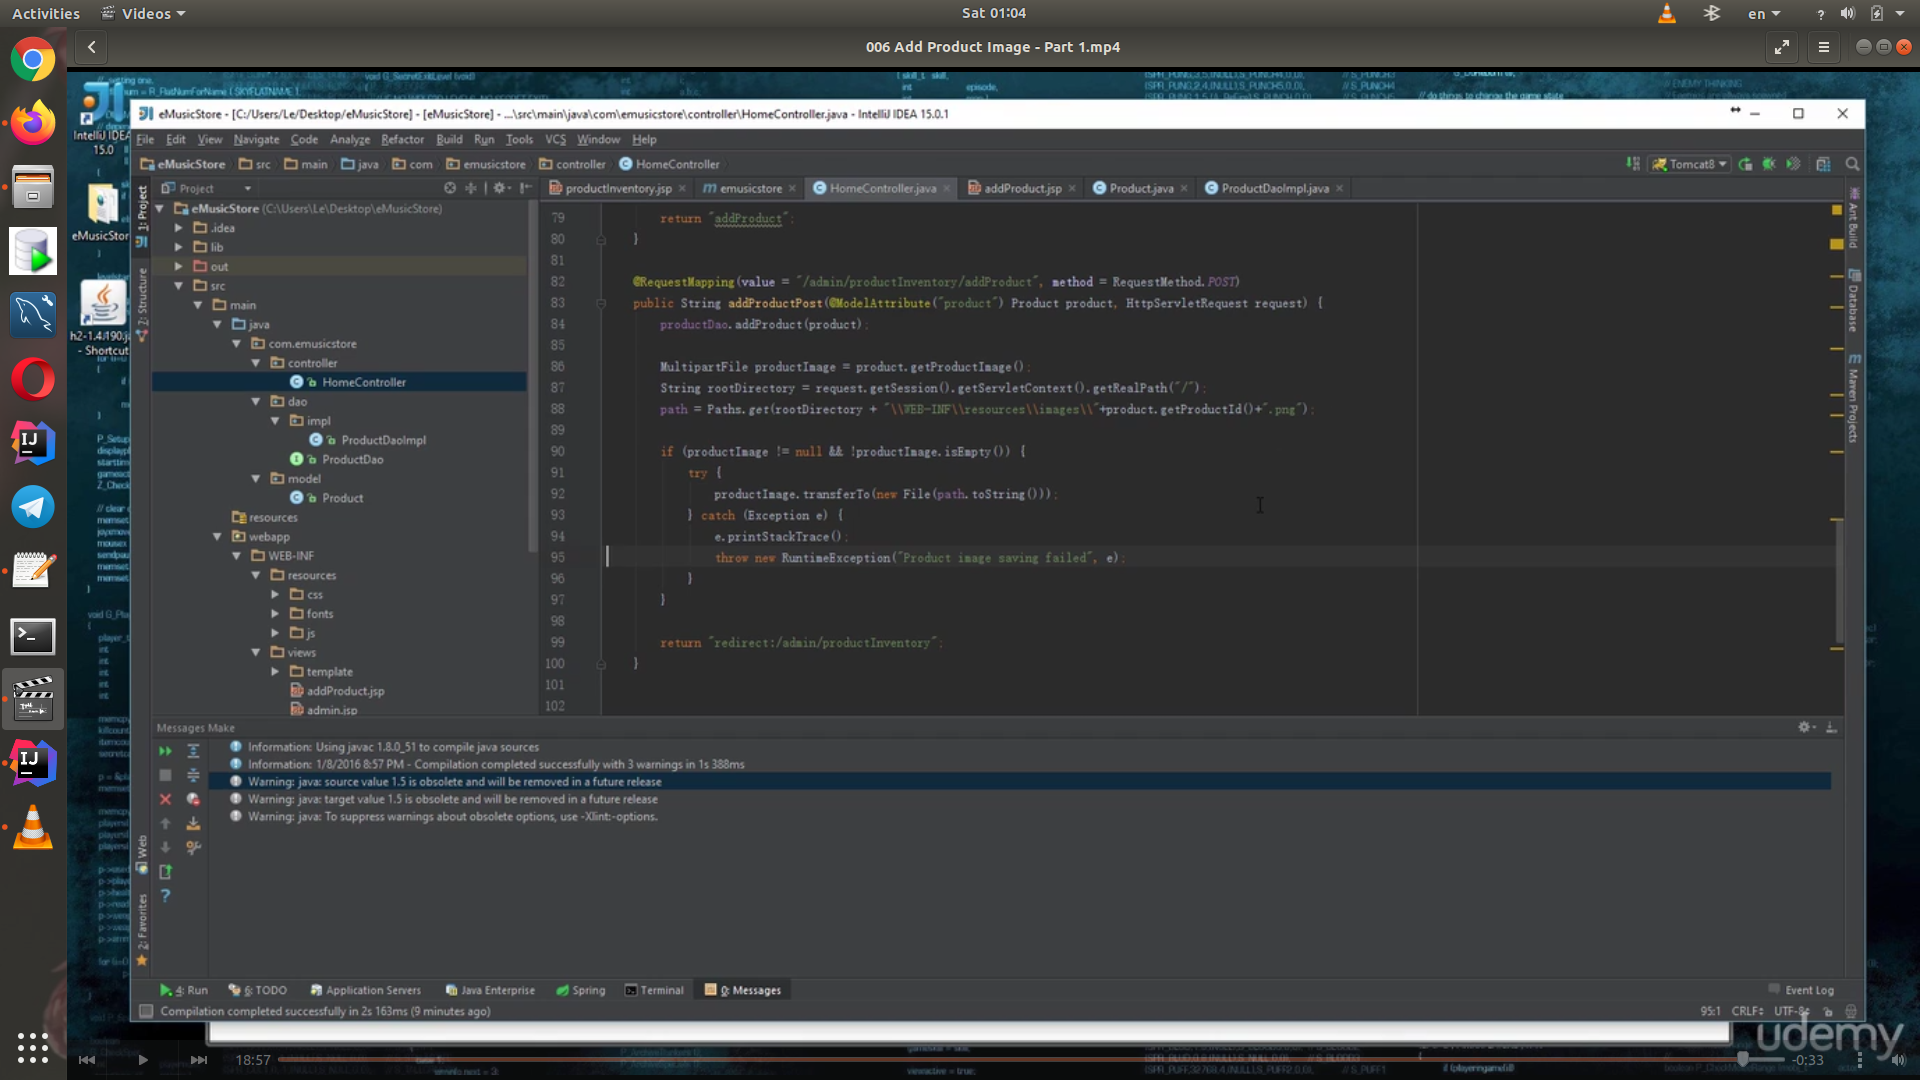 Activities
Videos
Sat 01:04
en
006 Add Product Image - Part 1.mp4
eMusicStore - [C:/Users/Le/Desktop/eMusicStore] - [eMusicStore] - ...\src\main\java\com\emusicstore\controller\HomeController.java - IntelliJ IDEA 15.0.1
File Edit View Navigate Code Analyze Refactor Build Run Tools VCS Window Help
eMusicStore src main java com emusicstore controller HomeController
Tomcat8
Project
productInventory.jsp
emusicstore
HomeController.java
addProduct.jsp
Product.java
ProductDaoImpl.java
IntelliJ IDEA
15.0
eMusicStor
h2-1.4.190.j
- Shortcut
1: Project
7: Structure
Web
2: Favorites
eMusicStore (C:\Users\Le\Desktop\eMusicStore)
.idea
lib
out
src
main
java
com.emusicstore
controller
HomeController
dao
impl
ProductDaoImpl
ProductDao
model
Product
resources
webapp
WEB-INF
resources
css
fonts
js
views
template
addProduct.jsp
admin.jsp
79 return "addProduct";
80 }
81
82 @RequestMapping(value = "/admin/productInventory/addProduct", method = RequestMethod.POST)
83 public String addProductPost(@ModelAttribute("product") Product product, HttpServletRequest request) {
84 productDao.addProduct(product);
85
86 MultipartFile productImage = product.getProductImage();
87 String rootDirectory = request.getSession().getServletContext().getRealPath("/");
88 path = Paths.get(rootDirectory + "\\WEB-INF\\resources\\images\\"+product.getProductId()+".png");
89
90 if (productImage != null && !productImage.isEmpty()) {
91 try {
92 productImage.transferTo(new File(path.toString()));
93 } catch (Exception e) {
94 e.printStackTrace();
95 throw new RuntimeException("Product image saving failed", e);
96 }
97 }
98
99 return "redirect:/admin/productInventory";
100 }
101
102
Ant Build
Database
Maven Projects
Messages Make
Information: Using javac 1.8.0_51 to compile java sources
Information: 1/8/2016 8:57 PM - Compilation completed successfully with 3 warnings in 1s 388ms
Warning: java: source value 1.5 is obsolete and will be removed in a future release
Warning: java: target value 1.5 is obsolete and will be removed in a future release
Warning: java: To suppress warnings about obsolete options, use -Xlint:-options.
4: Run 6: TODO Application Servers Java Enterprise Spring Terminal 0: Messages
Event Log
Compilation completed successfully in 2s 163ms (9 minutes ago)
95:1 CRLF UTF-8
udemy
18:57
-0:33